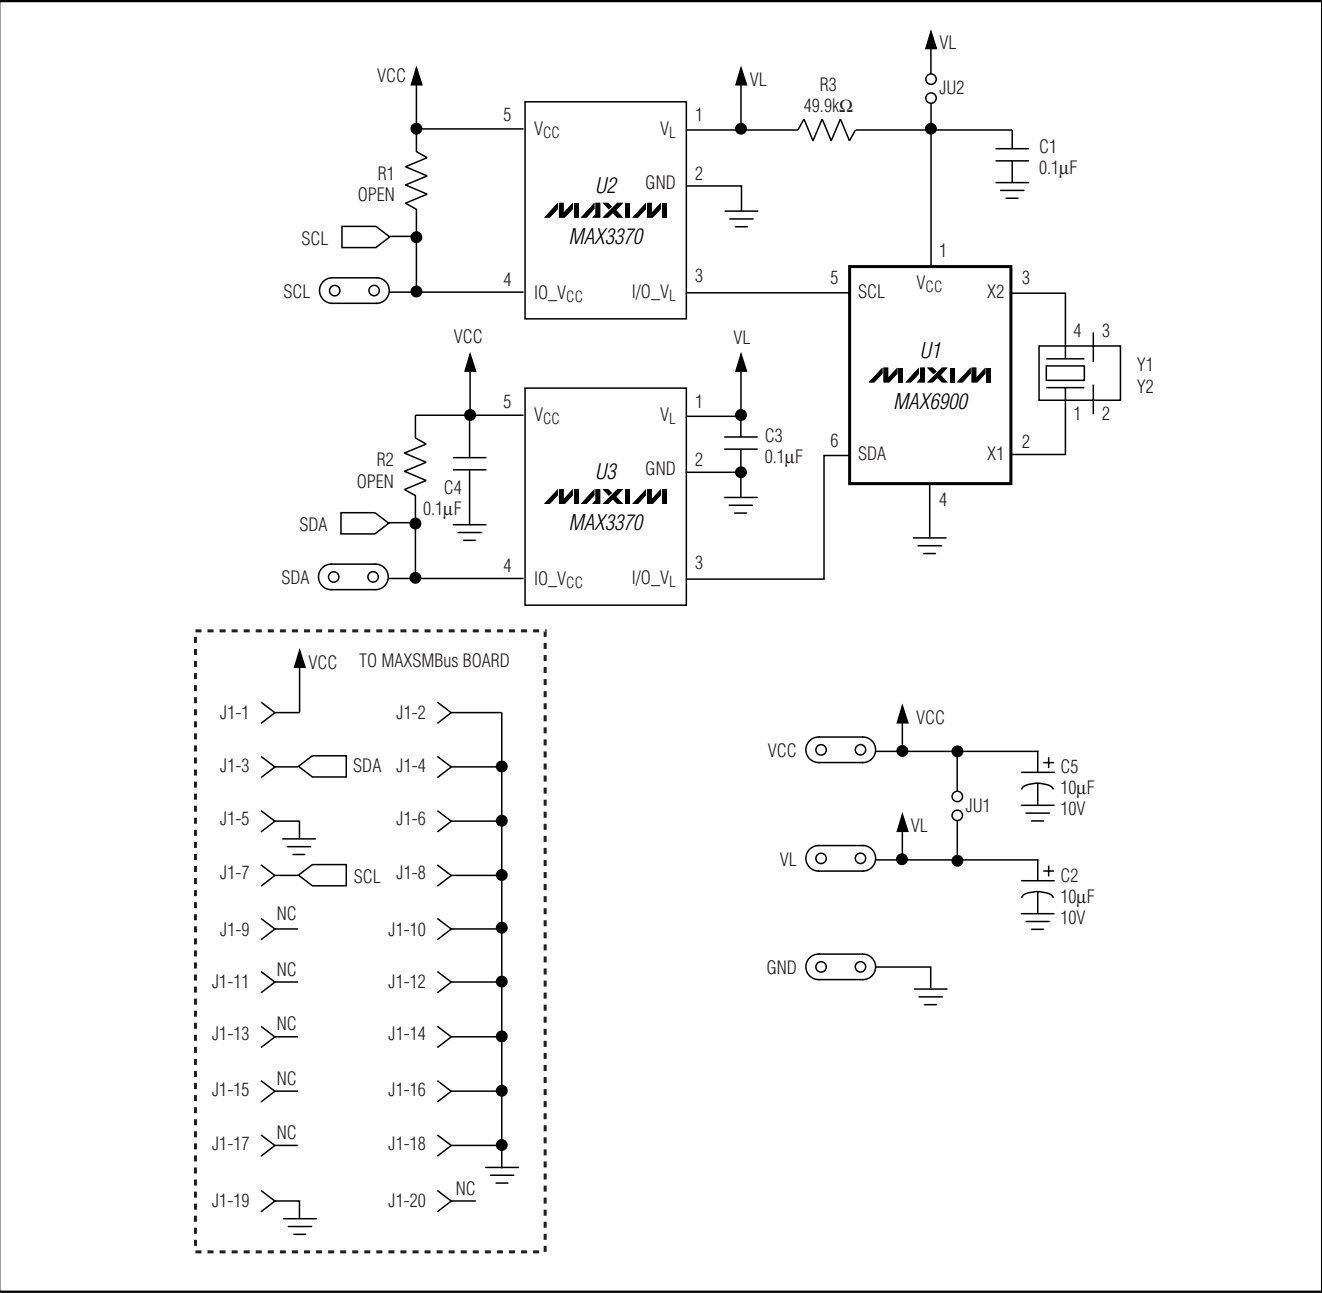 VL
VCC
VL
R3
49.9kΩ
JU2
5
VCC
VL
1
C1
0.1µF
R1
OPEN
U2
MAXIM
MAX3370
GND
2
SCL
SCL
4
IO_VCC
I/O_VL
3
5
SCL
1
VCC
X2
3
U1
MAXIM
MAX6900
4
3
Y1
Y2
1
2
6
SDA
X1
2
4
VCC
VL
5
VCC
VL
1
C3
0.1µF
R2
OPEN
C4
0.1µF
U3
MAXIM
MAX3370
GND
2
SDA
SDA
4
IO_VCC
I/O_VL
3
VCC
TO MAXSMBus BOARD
J1-1
J1-2
J1-3
SDA
J1-4
J1-5
J1-6
J1-7
SCL
J1-8
J1-9
NC
J1-10
J1-11
NC
J1-12
J1-13
NC
J1-14
J1-15
NC
J1-16
J1-17
NC
J1-18
J1-19
J1-20
NC
VCC
VCC
+
C5
10µF
10V
JU1
VL
VL
+
C2
10µF
10V
GND